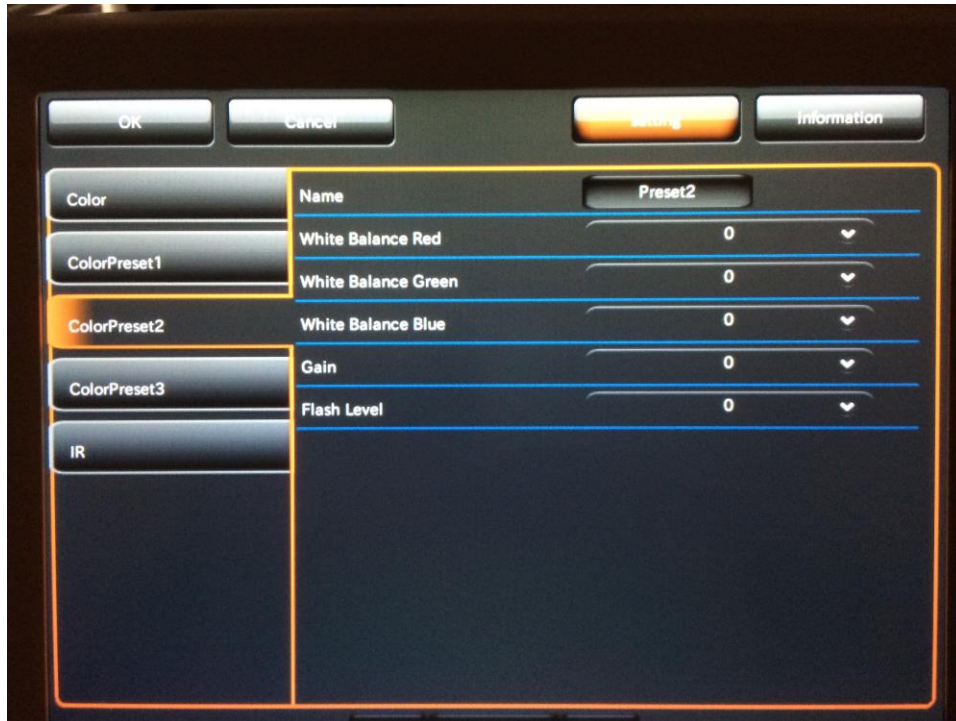 OK Cancel Setting Information
Color
Name Preset2
White Balance Red 0
ColorPreset1
White Balance Green 0
ColorPreset2
White Balance Blue 0
Gain 0
ColorPreset3
Flash Level 0
IR